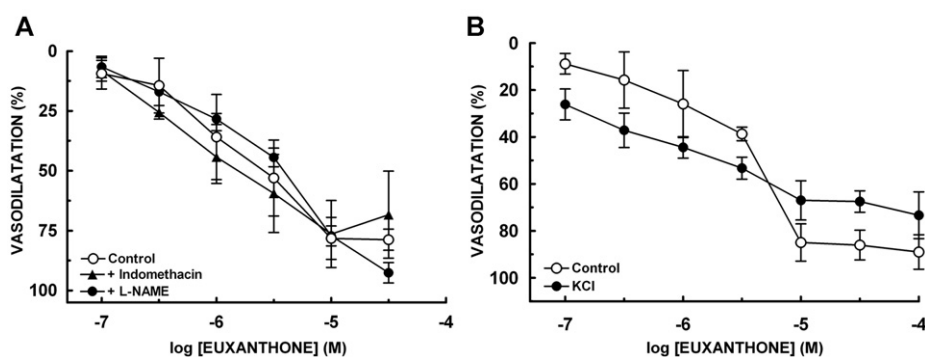 A
VASODILATATION (%)
0
25
50
75
100
Control
+ Indomethacin
+ L-NAME
-7
-6
-5
-4
log [EUXANTHONE] (M)
B
VASODILATATION (%)
0
20
40
60
80
100
Control
KCl
-7
-6
-5
-4
log [EUXANTHONE] (M)